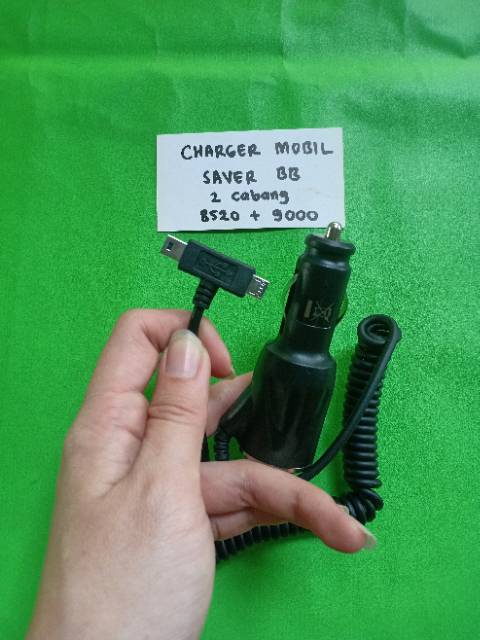 CHARGER MOBIL
SAVER BB
2 cabang
8520 + 9000